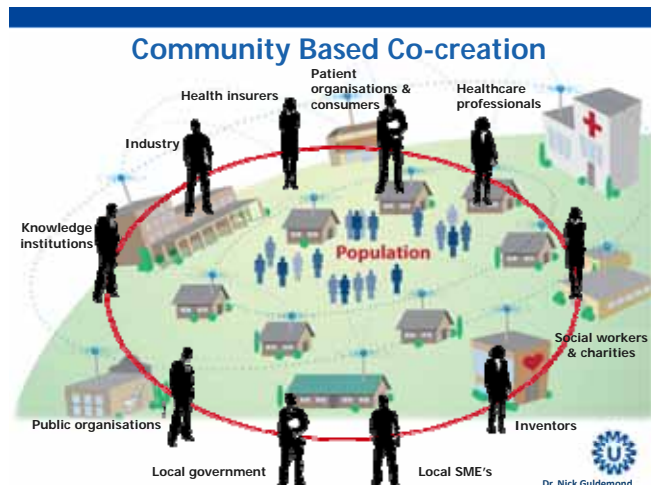 Community Based Co-creation
Patient
organisations &
consumers
Healthcare
professionals
Health insurers
Industry
Knowledge
institutions
Population
Social workers
& charities
Public organisations
Inventors
Local government
Local SME's
U
Dr. Nick Guldemond